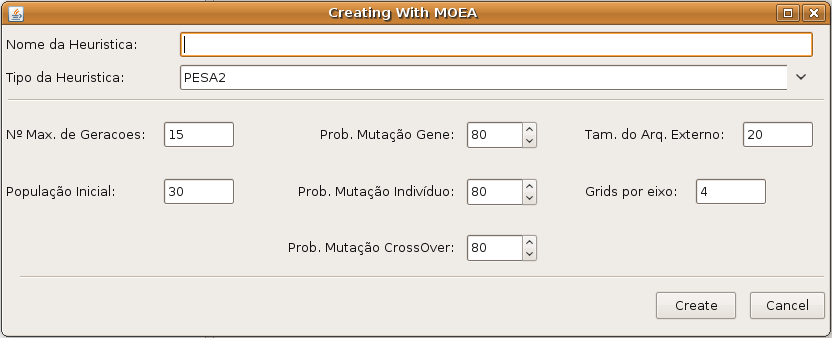 Creating With MOEA
Nome da Heuristica:
Tipo da Heuristica: PESA2
Nº Max. de Geracoes: 15 Prob. Mutação Gene: 80 Tam. do Arq. Externo: 20
População Inicial: 30 Prob. Mutação Indivíduo: 80 Grids por eixo: 4
Prob. Mutação CrossOver: 80
Create Cancel